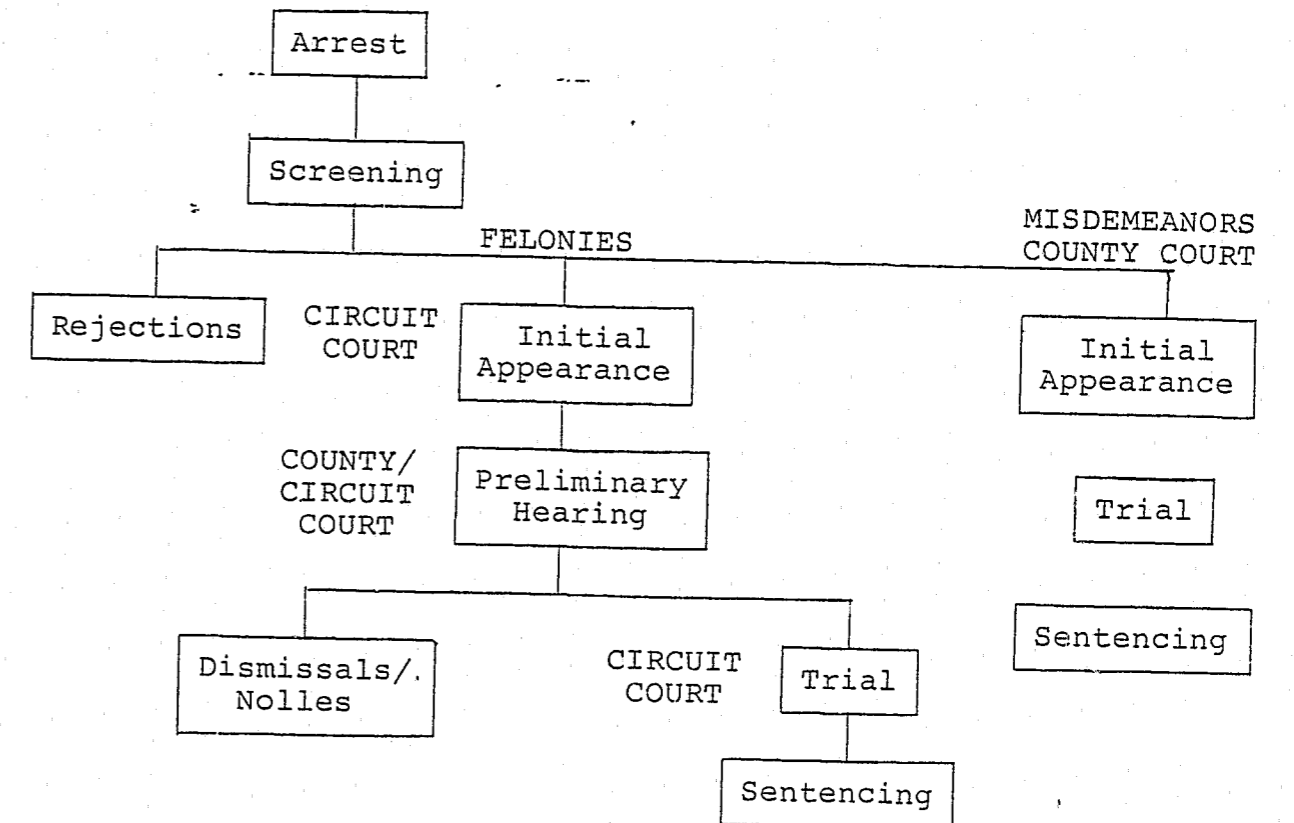 Arrest
Screening
FELONIES
MISDEMEANORS
COUNTY COURT
Rejections
CIRCUIT
COURT
Initial
Appearance
Initial
Appearance
COUNTY/
CIRCUIT
COURT
Preliminary
Hearing
Trial
Dismissals/.
Nolles
CIRCUIT
COURT
Trial
Sentencing
Sentencing